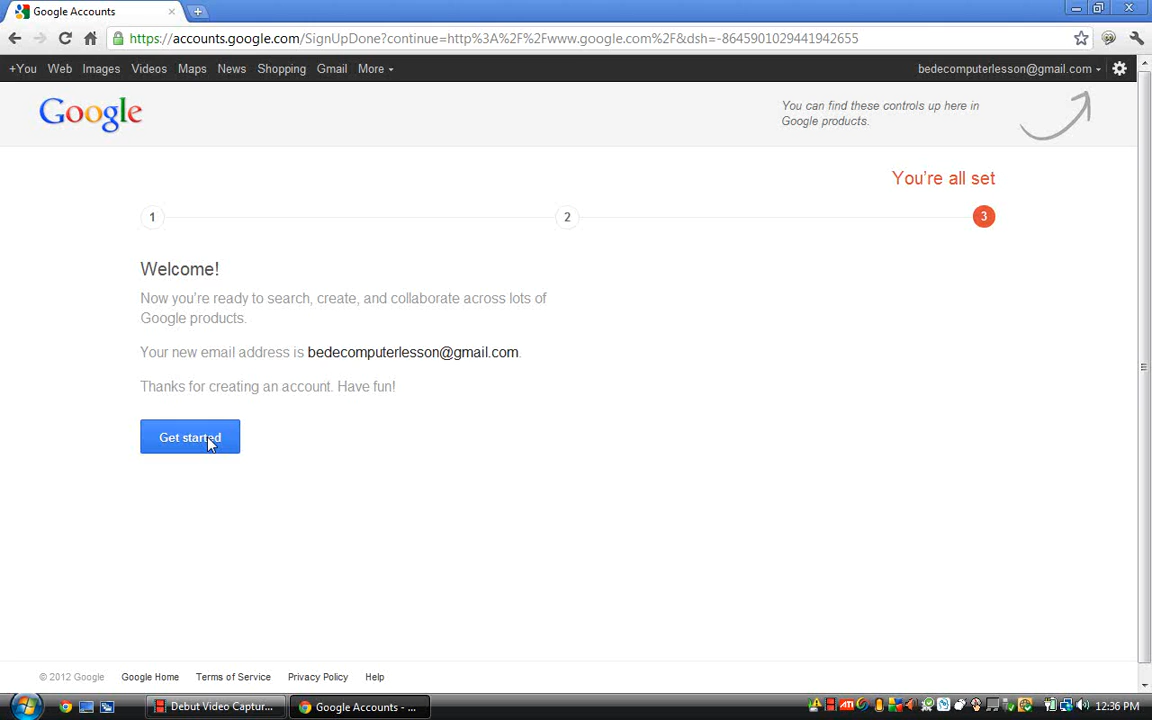 Google Accounts
https://accounts.google.com/SignUpDone?continue=http%3A%2F%2Fwww.google.com%2F&dsh=-8645901029441942655
+You Web Images Videos Maps News Shopping Gmail More bedecomputerlesson@gmail.com
Google
You can find these controls up here in
Google products.
You're all set
1 2 3
Welcome!
Now you're ready to search, create, and collaborate across lots of
Google products.
Your new email address is bedecomputerlesson@gmail.com.
Thanks for creating an account. Have fun!
Get started
© 2012 Google Google Home Terms of Service Privacy Policy Help
Debut Video Captur... Google Accounts - ... 12:36 PM